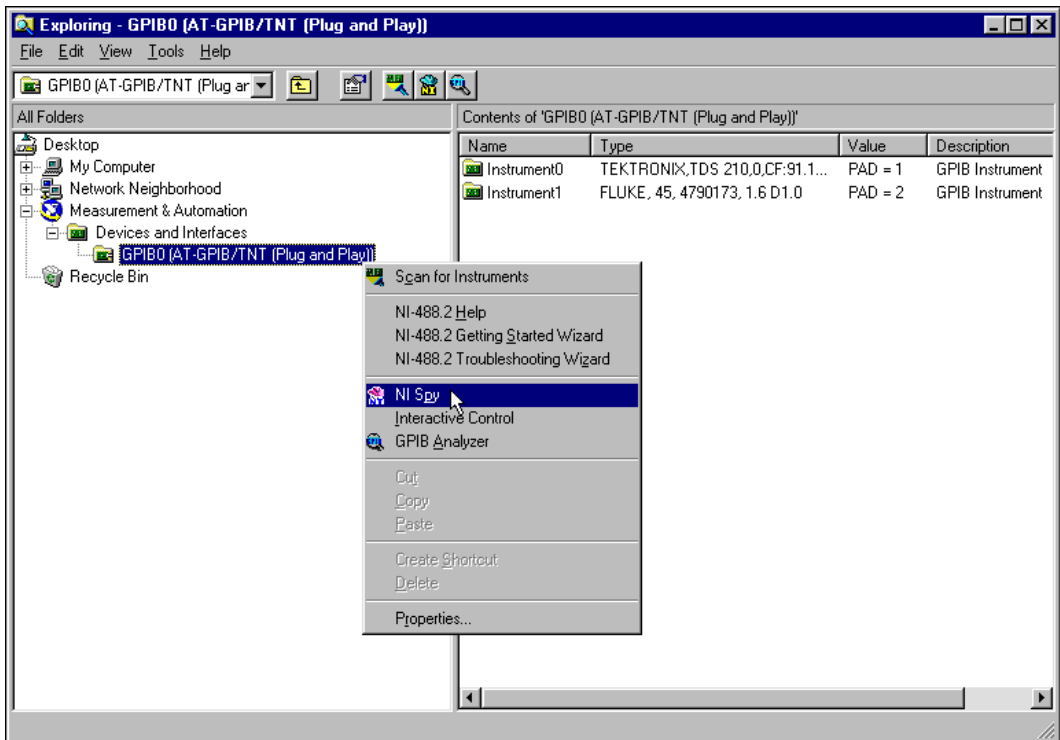 Exploring - GPIB0 (AT-GPIB/TNT (Plug and Play))
File Edit View Tools Help
GPIB0 (AT-GPIB/TNT (Plug ar
All Folders
Contents of 'GPIB0 (AT-GPIB/TNT (Plug and Play))'
Desktop
My Computer
Network Neighborhood
Measurement & Automation
Devices and Interfaces
GPIB0 (AT-GPIB/TNT (Plug and Play))
Recycle Bin
Name Type Value Description
Instrument0 TEKTRONIX,TDS 210,0,CF:91.1... PAD = 1 GPIB Instrument
Instrument1 FLUKE, 45, 4790173, 1.6 D1.0 PAD = 2 GPIB Instrument
Scan for Instruments
NI-488.2 Help
NI-488.2 Getting Started Wizard
NI-488.2 Troubleshooting Wizard
NI Spy
Interactive Control
GPIB Analyzer
Cut
Copy
Paste
Create Shortcut
Delete
Properties...